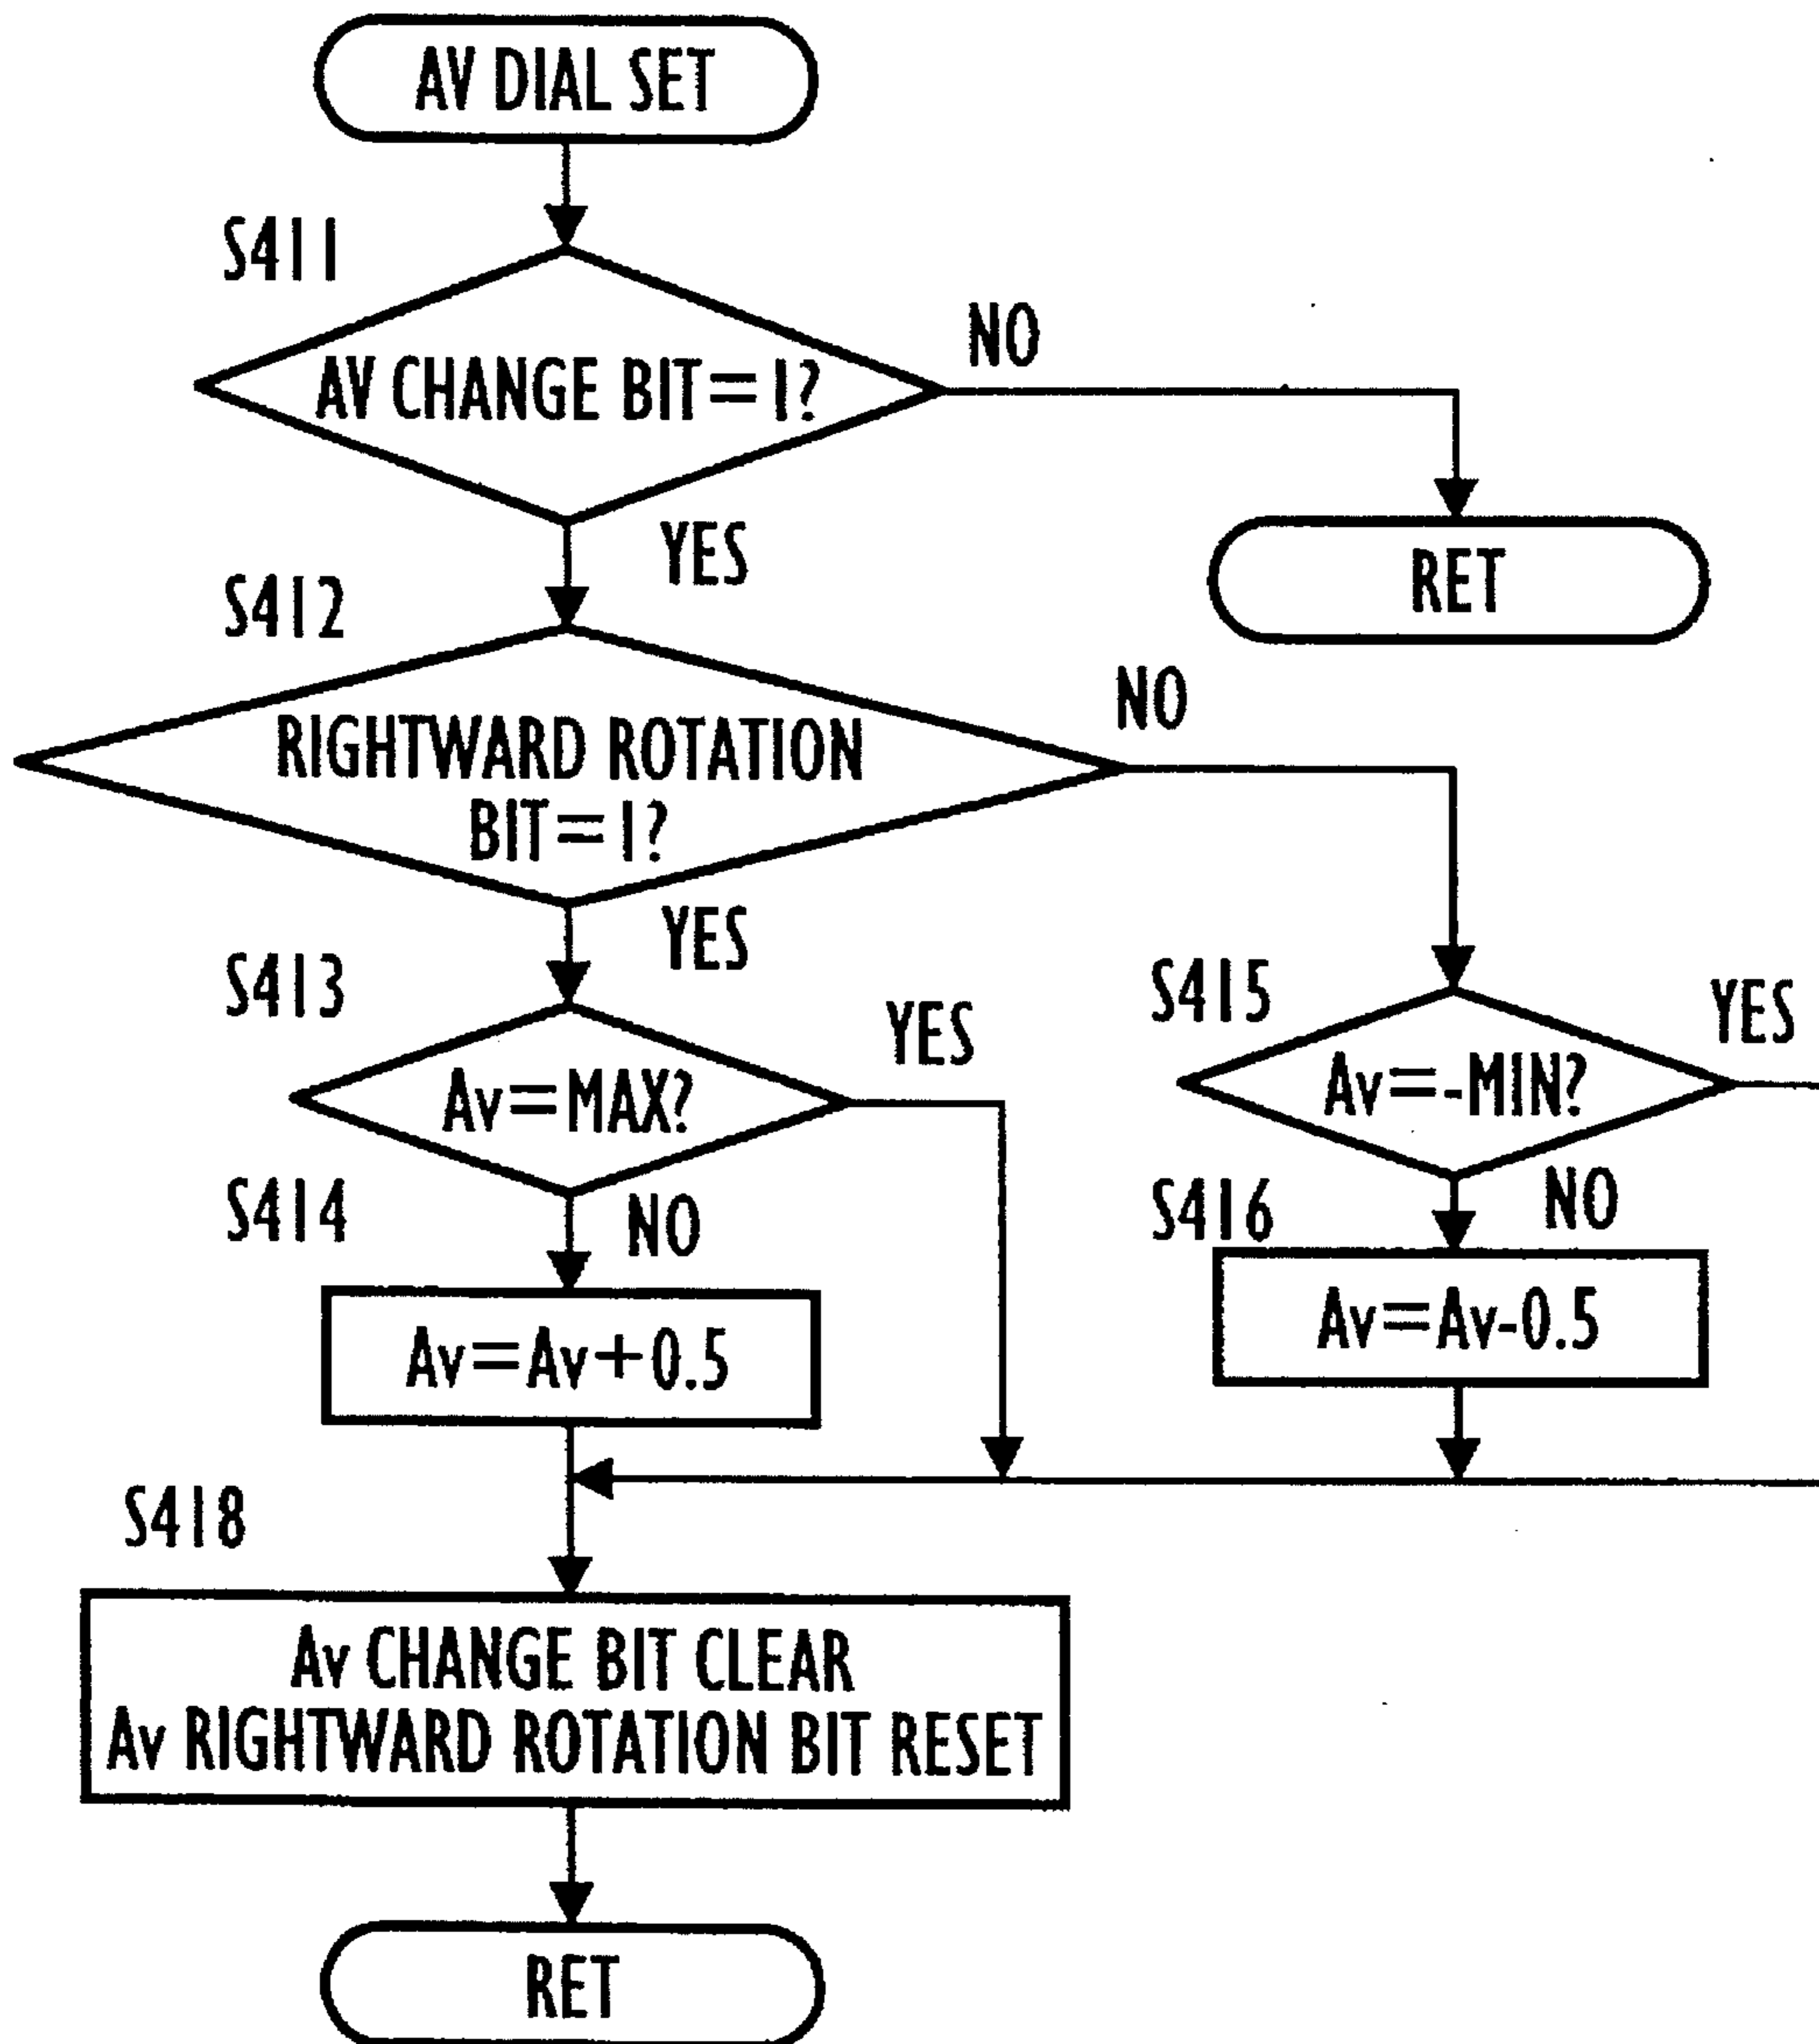 AV DIAL SET
S411
AV CHANGE BIT=1?
NO
YES
RET
S412
RIGHTWARD ROTATION
BIT=1?
NO
YES
S413
Av=MAX?
YES
S415
Av=-MIN?
YES
S414
NO
Av=Av+0.5
S416
NO
Av=Av-0.5
S418
Av CHANGE BIT CLEAR
Av RIGHTWARD ROTATION BIT RESET
RET